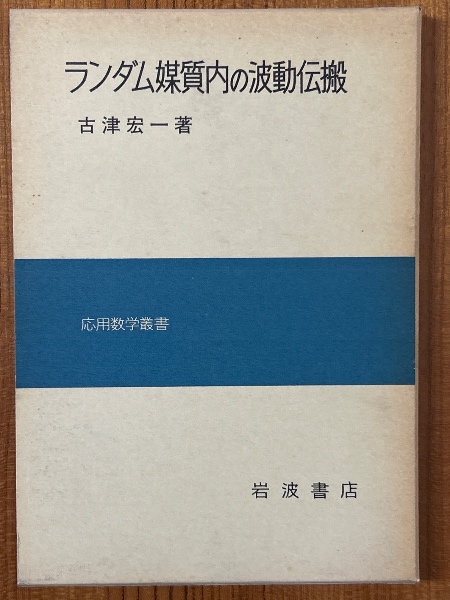 ランダム媒質内の波動伝搬
古津宏一著
応用数学叢書
岩波書店